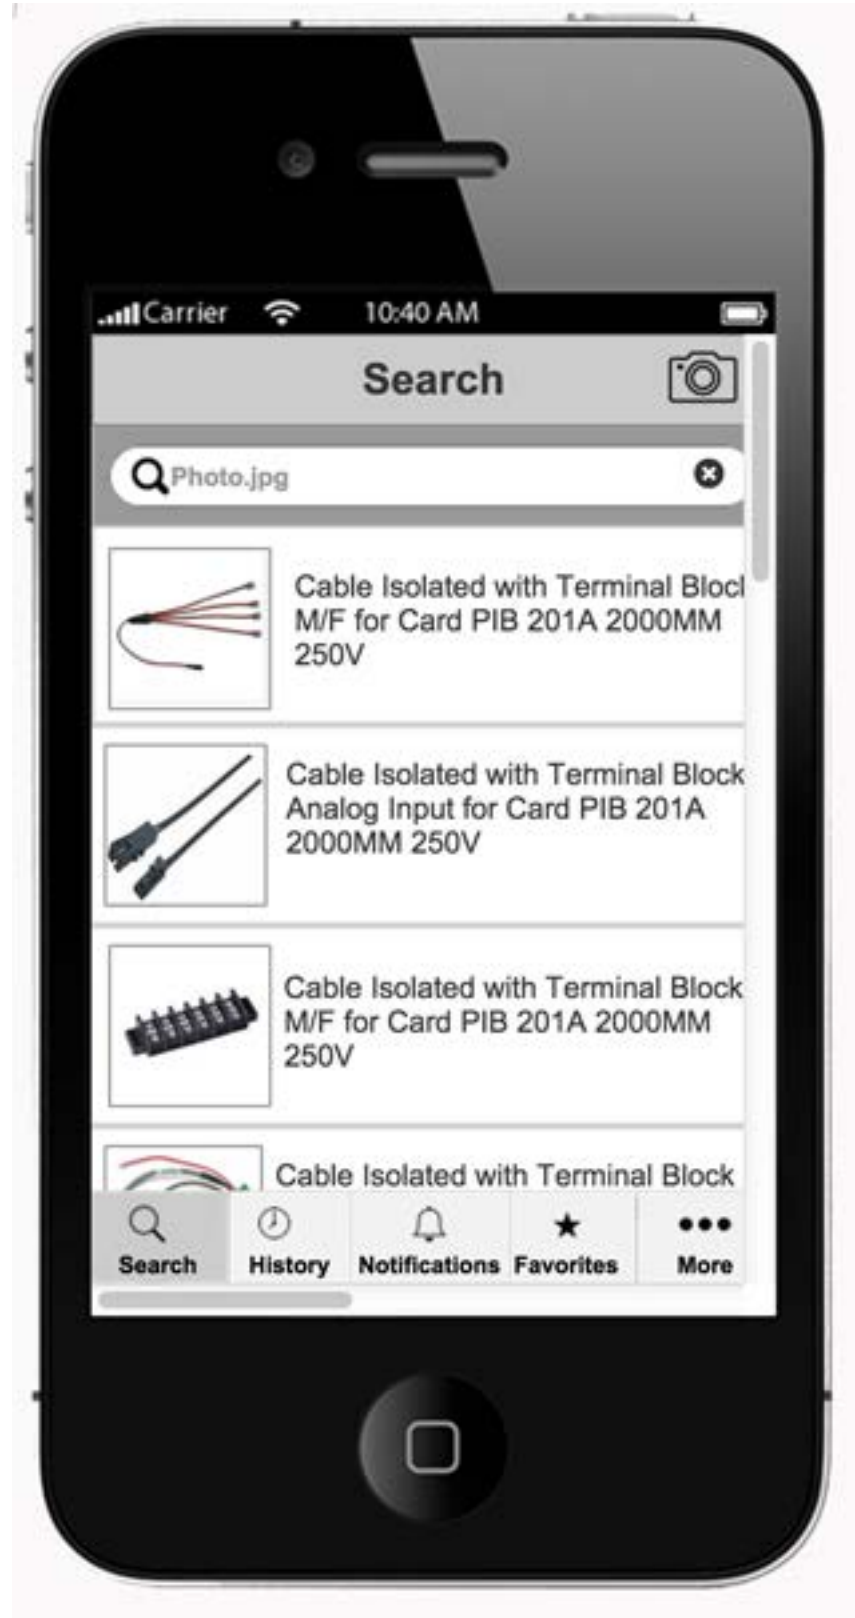 Carrier 10:40 AM
Search
Photo.jpg
Cable Isolated with Terminal Block
M/F for Card PIB 201A 2000MM
250V
Cable Isolated with Terminal Block
Analog Input for Card PIB 201A
2000MM 250V
Cable Isolated with Terminal Block
M/F for Card PIB 201A 2000MM
250V
Cable Isolated with Terminal Block
Search History Notifications Favorites More